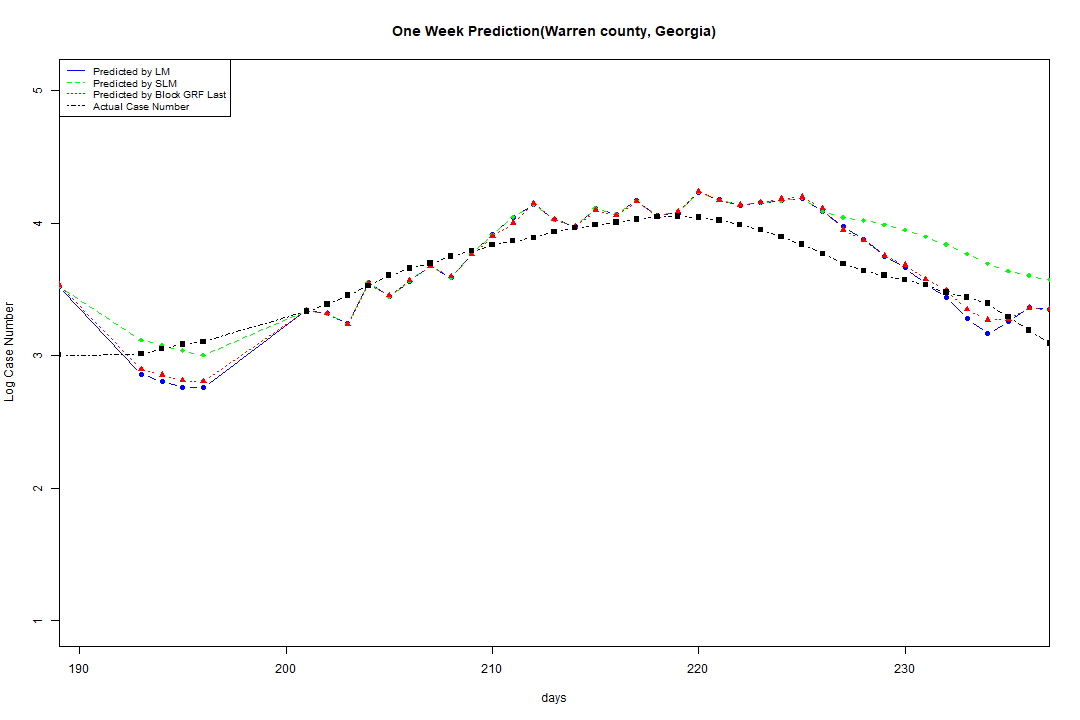 One Week Prediction(Warren county, Georgia)
Predicted by LM
Predicted by SLM
Predicted by Block GRF Last
Actual Case Number
5
4
3
2
1
Log Case Number
190 200 210 220 230
days